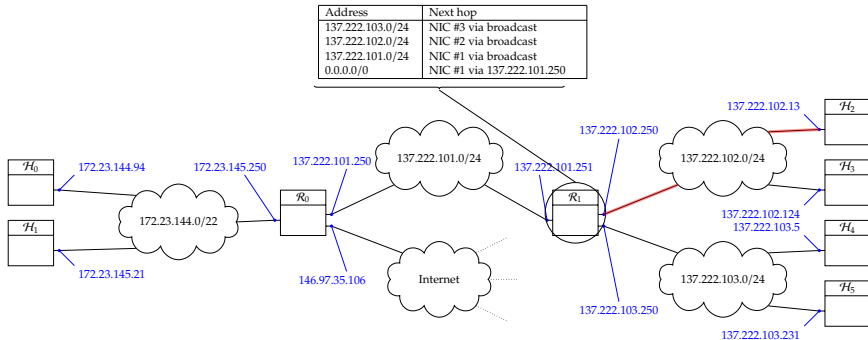 Address Next hop
137.222.103.0/24 NIC #3 via broadcast
137.222.102.0/24 NIC #2 via broadcast
137.222.101.0/24 NIC #1 via broadcast
0.0.0.0/0 NIC #1 via 137.222.101.250
137.222.102.13
H2
137.222.102.250
137.222.101.0/24
137.222.102.0/24
H0
172.23.144.94
172.23.145.250
137.222.101.250
137.222.101.251
H3
R0
R1
172.23.144.0/22
137.222.102.124
H1
137.222.103.5
H4
172.23.145.21
146.97.35.106
Internet
137.222.103.0/24
137.222.103.250
H5
137.222.103.231